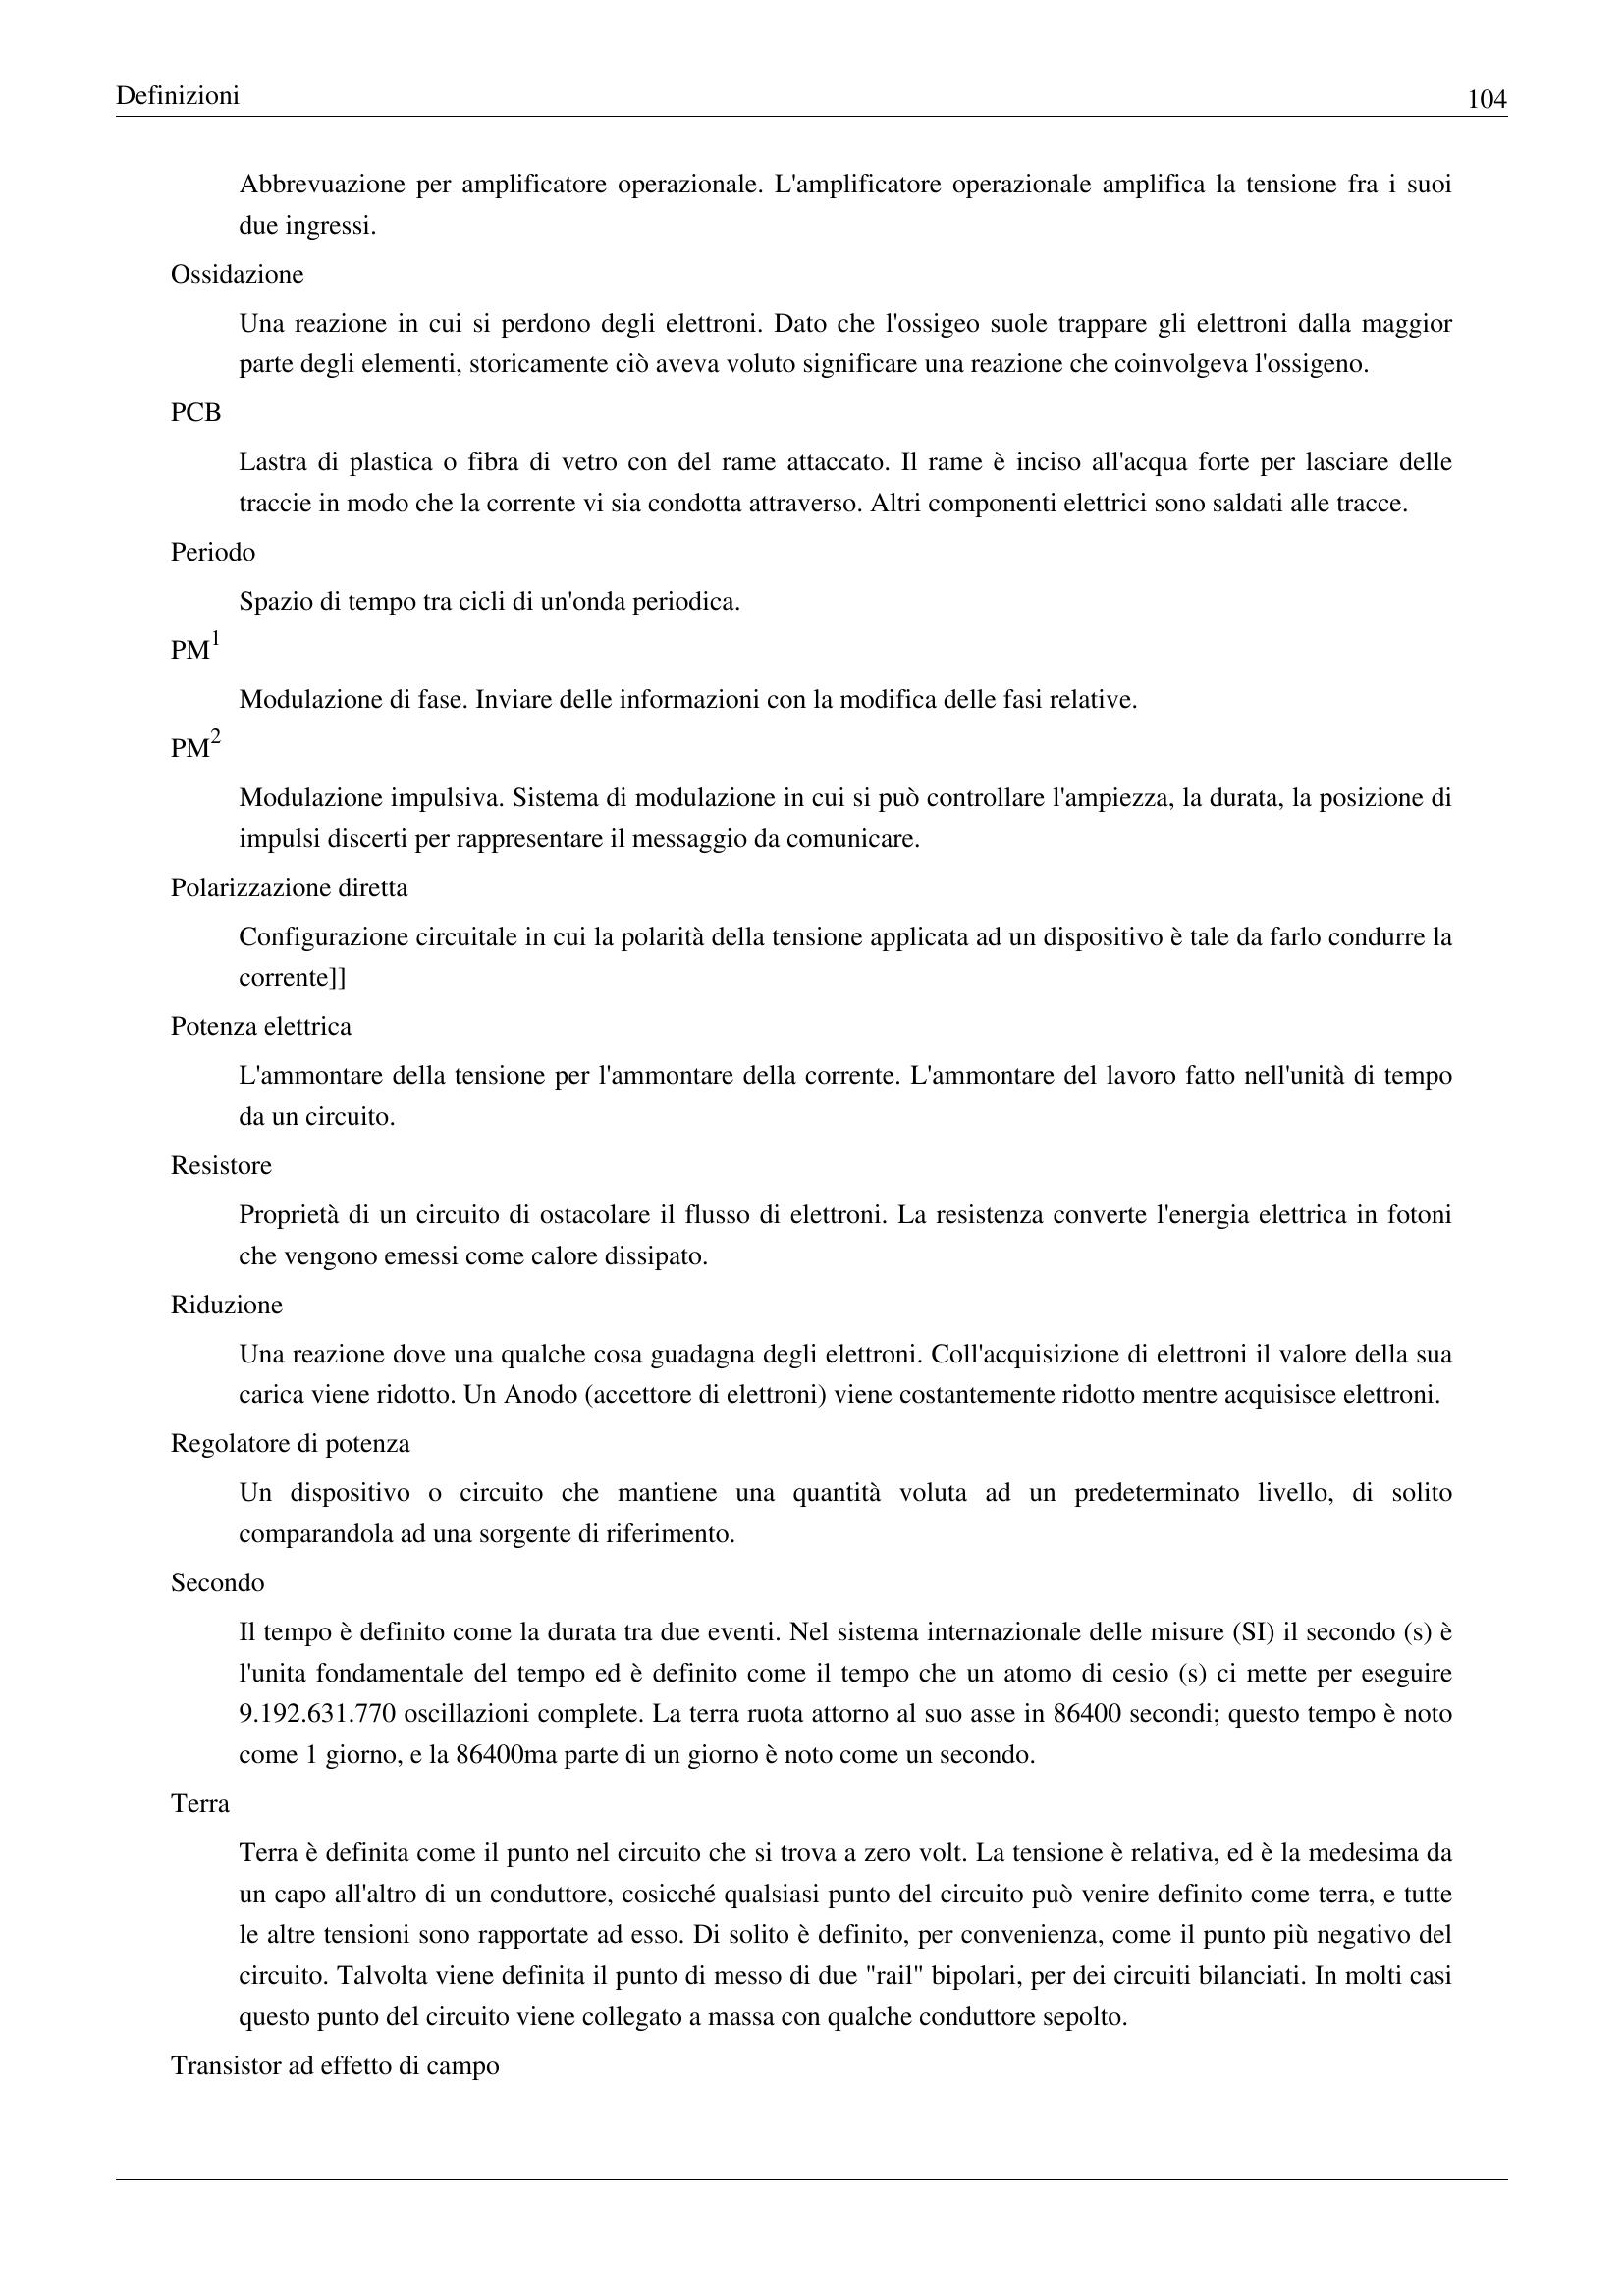 Definizioni
104
Abbrevuazione per amplificatore operazionale. L'amplificatore operazionale amplifica la tensione fra i suoi
due ingressi.
Ossidazione
Una reazione in cui si perdono degli elettroni. Dato che l'ossigeo suole trappare gli elettroni dalla maggior
parte degli elementi, storicamente ciò aveva voluto significare una reazione che coinvolgeva l'ossigeno.
PCB
Lastra di plastica o fibra di vetro con del rame attaccato. Il rame è inciso all'acqua forte per lasciare delle
traccie in modo che la corrente vi sia condotta attraverso. Altri componenti elettrici sono saldati alle tracce.
Periodo
Spazio di tempo tra cicli di un'onda periodica.
PM¹
Modulazione di fase. Inviare delle informazioni con la modifica delle fasi relative.
PM²
Modulazione impulsiva. Sistema di modulazione in cui si può controllare l'ampiezza, la durata, la posizione di
impulsi discerti per rappresentare il messaggio da comunicare.
Polarizzazione diretta
Configurazione circuitale in cui la polarità della tensione applicata ad un dispositivo è tale da farlo condurre la
corrente]]
Potenza elettrica
L'ammontare della tensione per l'ammontare della corrente. L'ammontare del lavoro fatto nell'unità di tempo
da un circuito.
Resistore
Proprietà di un circuito di ostacolare il flusso di elettroni. La resistenza converte l'energia elettrica in fotoni
che vengono emessi come calore dissipato.
Riduzione
Una reazione dove una qualche cosa guadagna degli elettroni. Coll'acquisizione di elettroni il valore della sua
carica viene ridotto. Un Anodo (accettore di elettroni) viene costantemente ridotto mentre acquisisce elettroni.
Regolatore di potenza
Un dispositivo o circuito che mantiene una quantità voluta ad un predeterminato livello, di solito
comparandola ad una sorgente di riferimento.
Secondo
Il tempo è definito come la durata tra due eventi. Nel sistema internazionale delle misure (SI) il secondo (s) è
l'unita fondamentale del tempo ed è definito come il tempo che un atomo di cesio (s) ci mette per eseguire
9.192.631.770 oscillazioni complete. La terra ruota attorno al suo asse in 86400 secondi; questo tempo è noto
come 1 giorno, e la 86400ma parte di un giorno è noto come un secondo.
Terra
Terra è definita come il punto nel circuito che si trova a zero volt. La tensione è relativa, ed è la medesima da
un capo all'altro di un conduttore, cosicché qualsiasi punto del circuito può venire definito come terra, e tutte
le altre tensioni sono rapportate ad esso. Di solito è definito, per convenienza, come il punto più negativo del
circuito. Talvolta viene definita il punto di messo di due "rail" bipolari, per dei circuiti bilanciati. In molti casi
questo punto del circuito viene collegato a massa con qualche conduttore sepolto.
Transistor ad effetto di campo